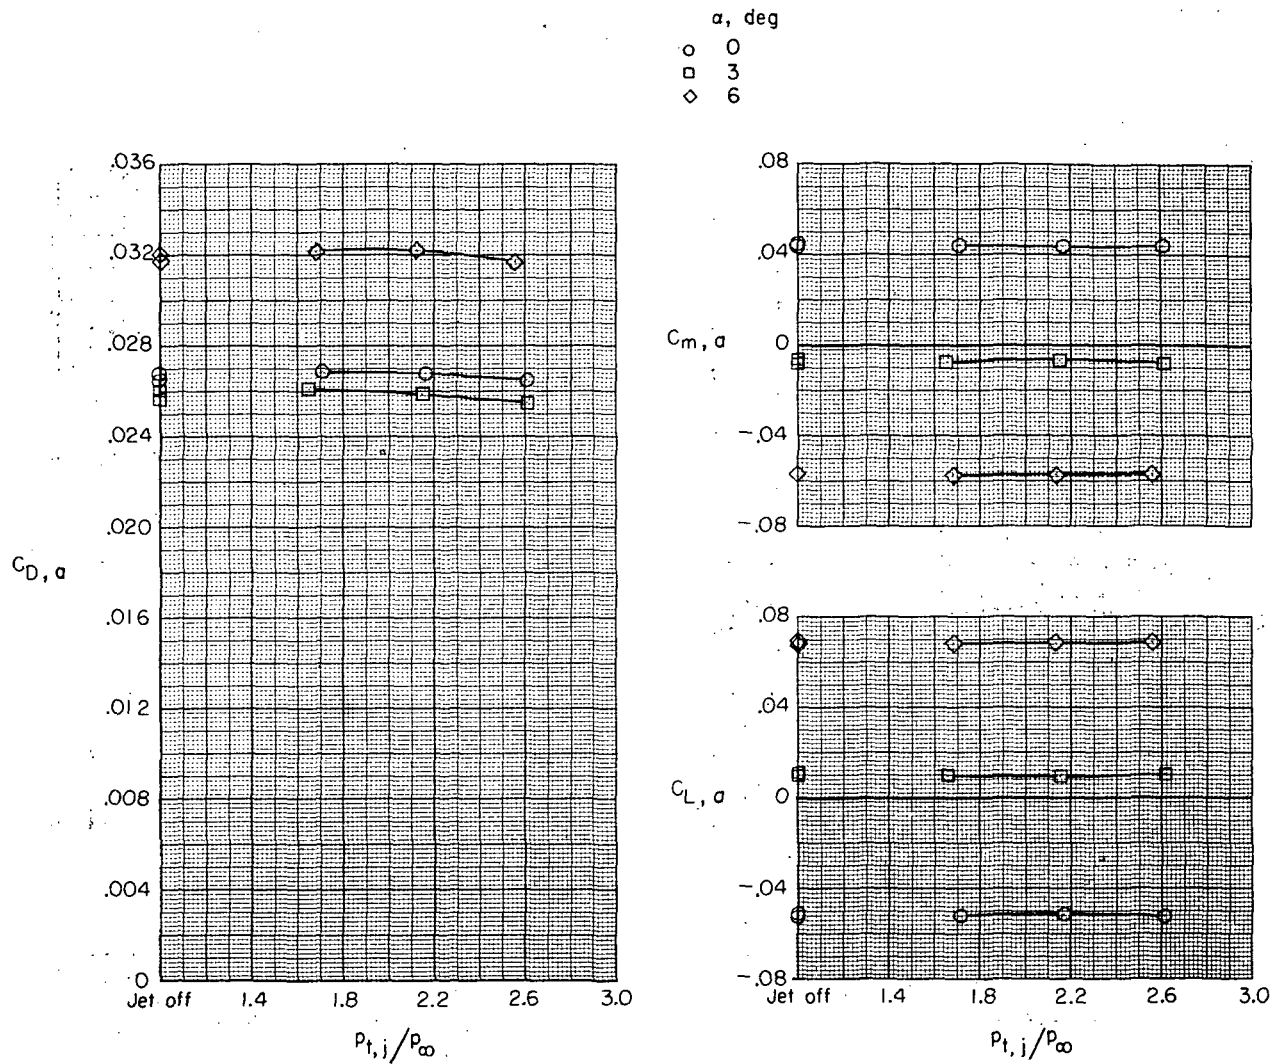 α, deg
0
3
6
.036
.032
.028
.024
.020
.016
.012
.008
.004
0
C_D, a
Jet off 1.4 1.8 2.2 2.6 3.0
p_t, j/p_∞
.08
.04
0
-.04
-.08
C_m, a
.08
.04
0
-.04
-.08
C_L, a
Jet off 1.4 1.8 2.2 2.6 3.0
p_t, j/p_∞